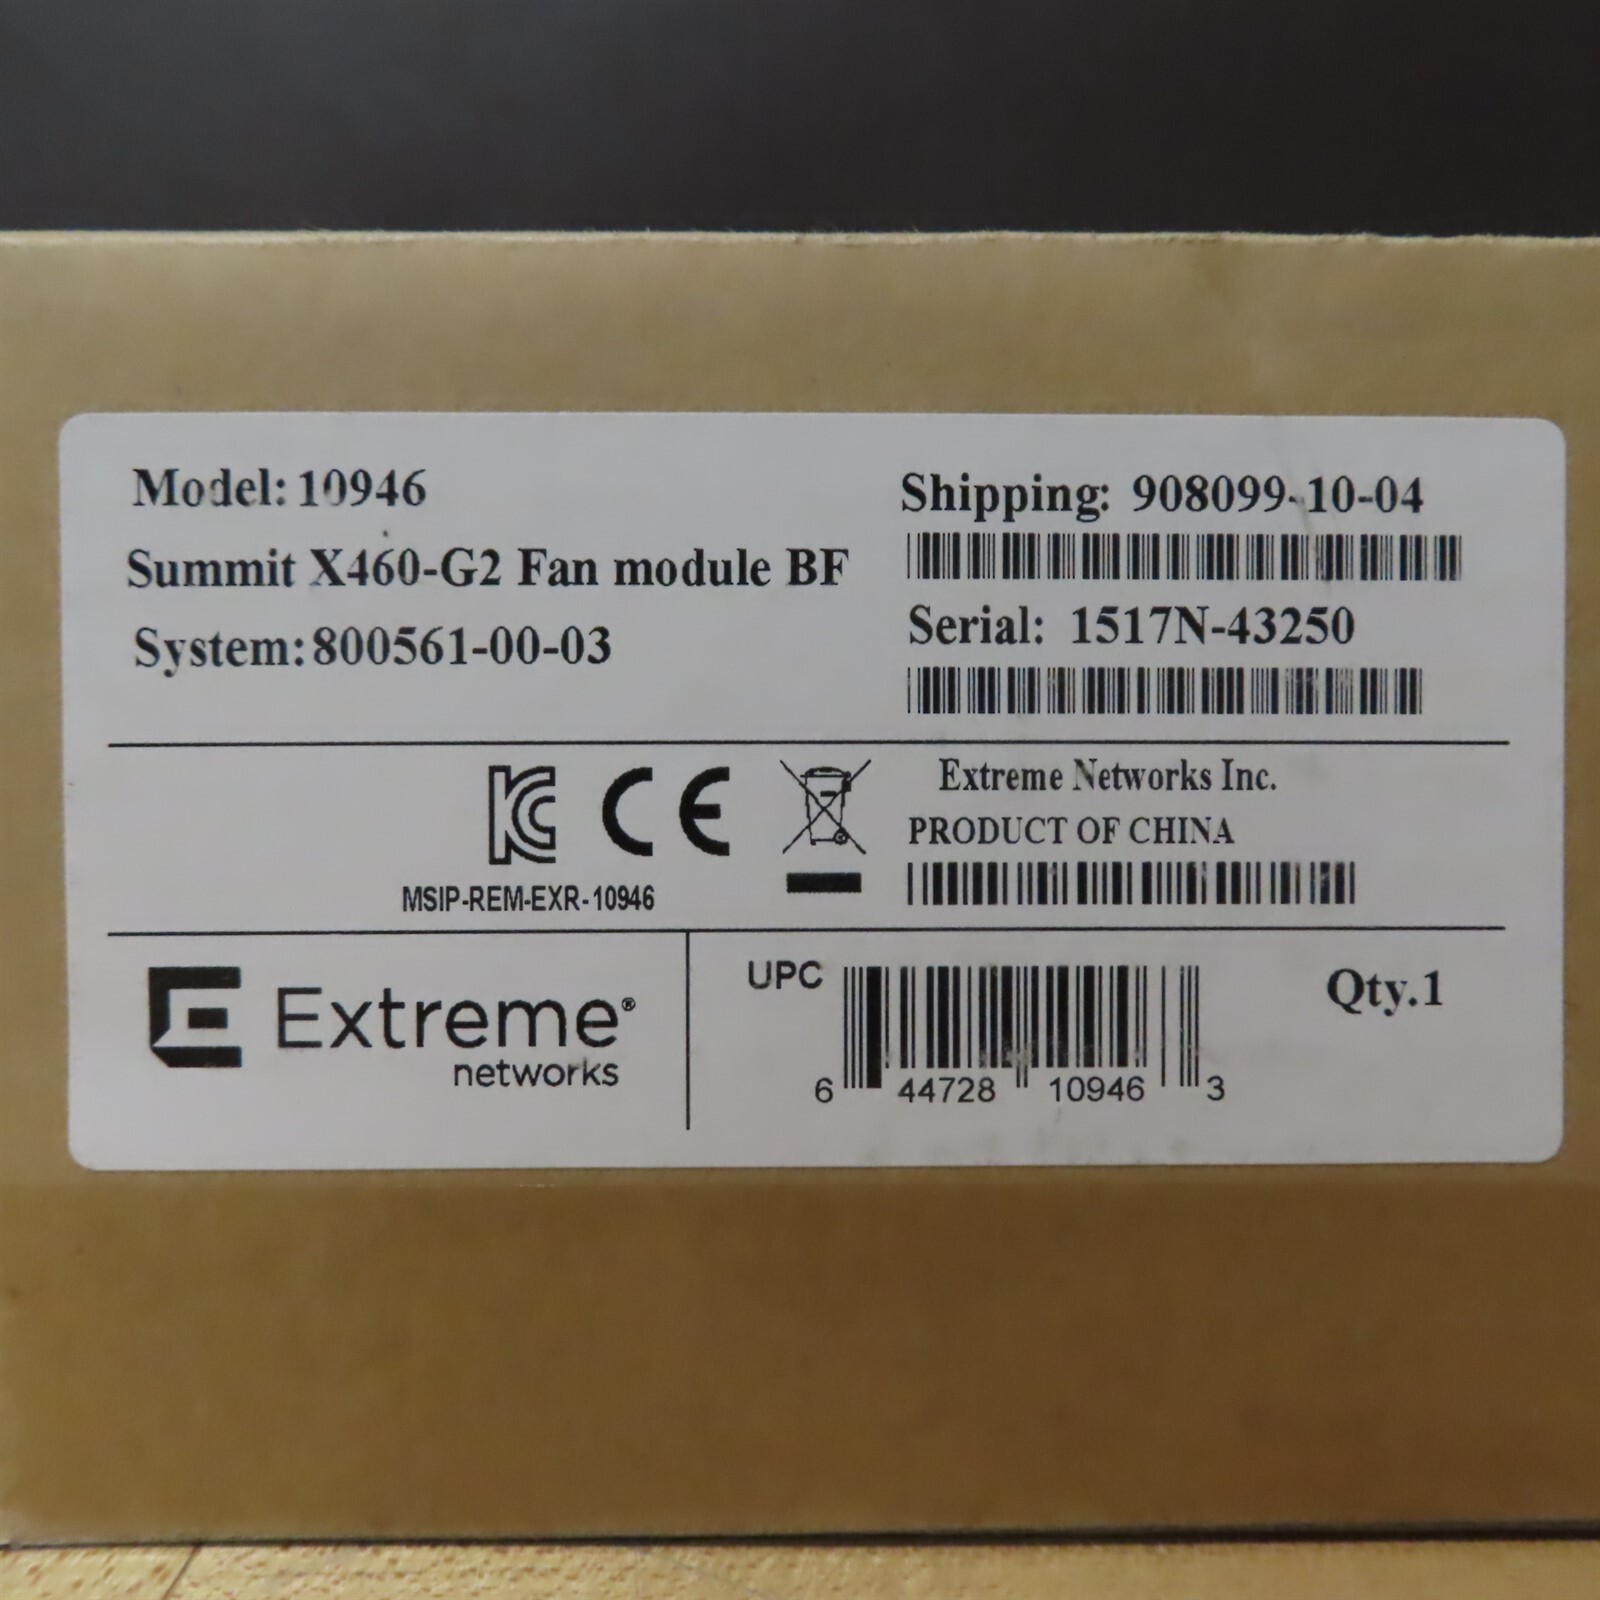 Model: 10946
Summit X460-G2 Fan module BF
System: 800561-00-03
Shipping: 908099-10-04
Serial: 1517N-43250
CE
MSIP-REM-EXR-10946
Extreme Networks Inc.
PRODUCT OF CHINA
Extreme®
networks
UPC
6 44728 10946 3
Qty.1